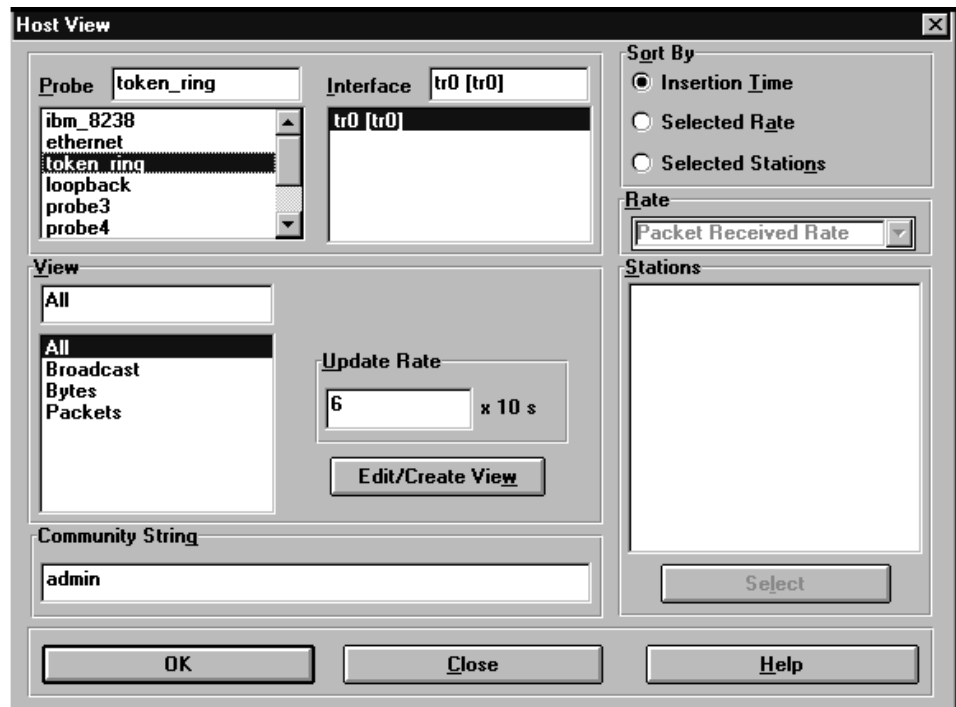 Host View
Probe token_ring
ibm_8238
ethernet
token_ring
loopback
probe3
probe4
Interface tr0 [tr0]
tr0 [tr0]
Sort By
Insertion Time
Selected Rate
Selected Stations
Rate
Packet Received Rate
View
All
All
Broadcast
Bytes
Packets
Update Rate
6 x 10 s
Edit/Create View
Stations
Select
Community String
admin
OK
Close
Help